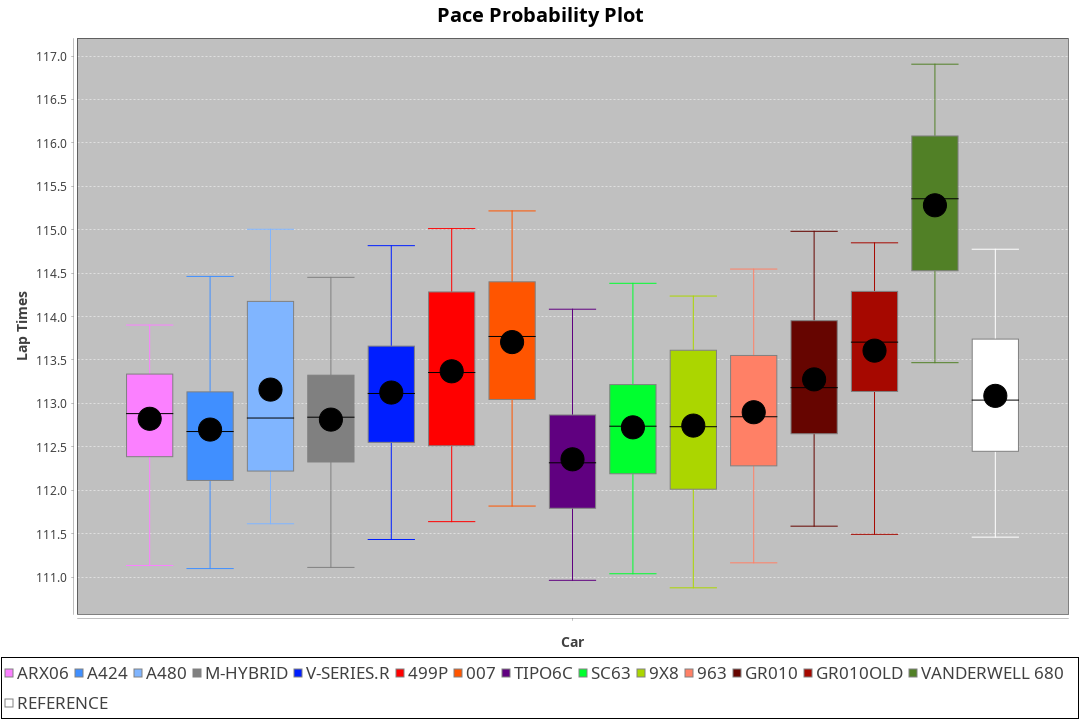 Pace Probability Plot
117.0
116.5
116.0
115.5
115.0
114.5
114.0
113.5
113.0
112.5
112.0
111.5
111.0
Lap Times
Car
ARX06 A424 A480 M-HYBRID V-SERIES.R 499P 007 TIPO6C SC63 9X8 963 GR010 GR010OLD VANDERWELL 680
REFERENCE